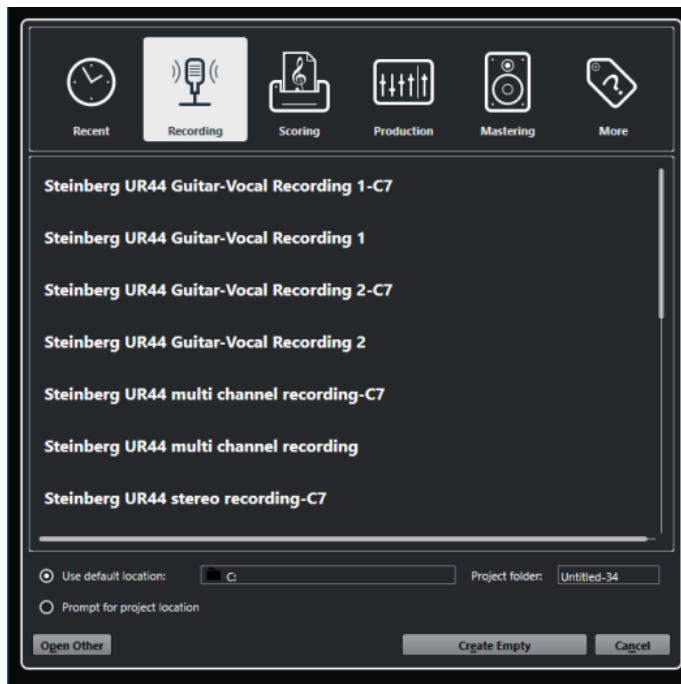 Recent Recording Scoring Production Mastering More
Steinberg UR44 Guitar-Vocal Recording 1-C7
Steinberg UR44 Guitar-Vocal Recording 1
Steinberg UR44 Guitar-Vocal Recording 2-C7
Steinberg UR44 Guitar-Vocal Recording 2
Steinberg UR44 multi channel recording-C7
Steinberg UR44 multi channel recording
Steinberg UR44 stereo recording-C7
Use default location: C: Project folder: Untitled-34
Prompt for project location
Open Other Create Empty Cancel